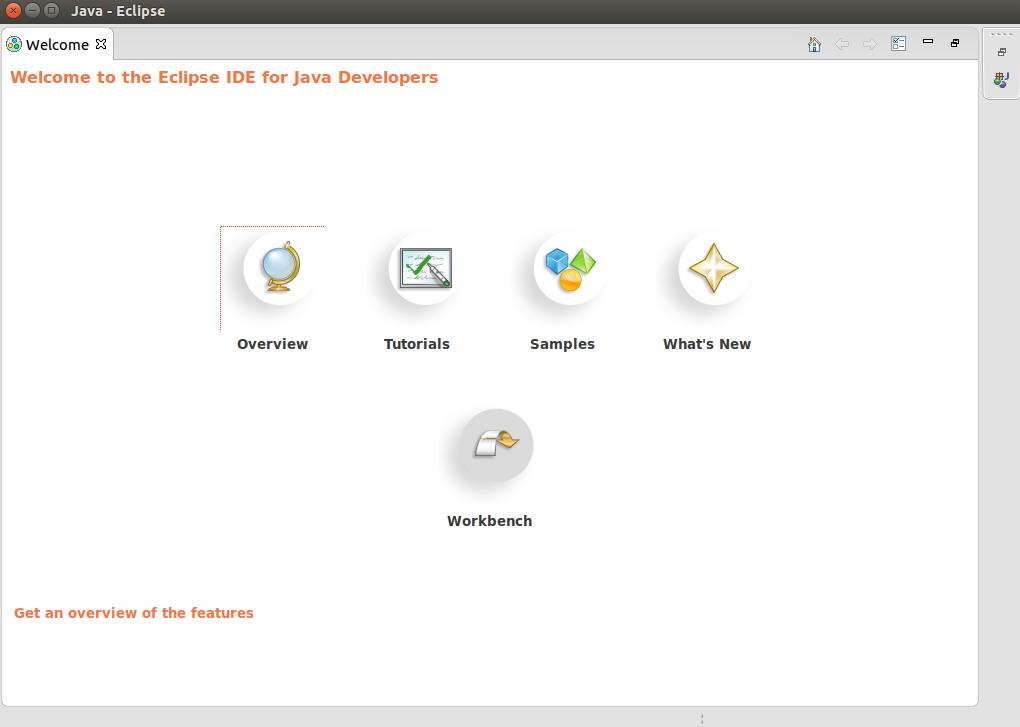 Java - Eclipse
Welcome
Welcome to the Eclipse IDE for Java Developers
Overview
Tutorials
Samples
What's New
Workbench
Get an overview of the features